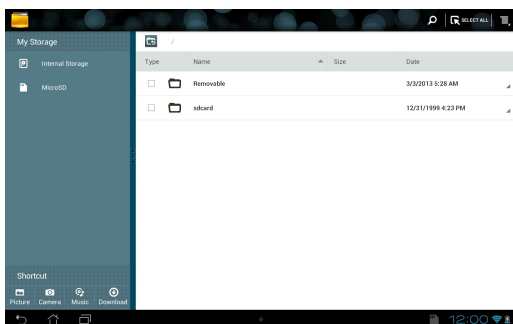 SELECT ALL
My Storage
/
Internal Storage
MicroSD
Type Name Size Date
Removable 3/3/2013 5:28 AM
sdcard 12/31/1999 4:23 PM
Shortcut
Picture Camera Music Download
12:00